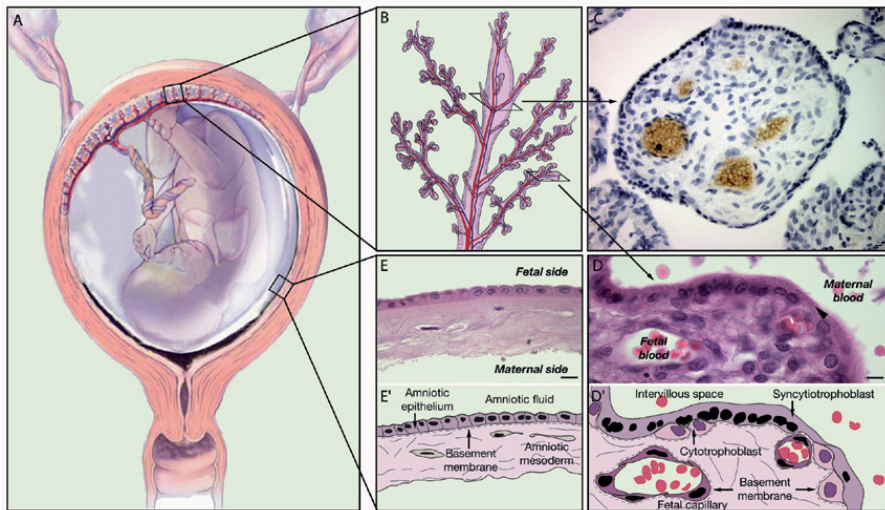 A
B
C
E
Fetal side
Maternal side
D
Maternal blood
Fetal blood
E'
Amniotic epithelium
Amniotic fluid
Basement membrane
Amniotic mesoderm
D'
Intervillous space
Syncytiotrophoblast
Cytotrophoblast
Basement membrane
Fetal capillary